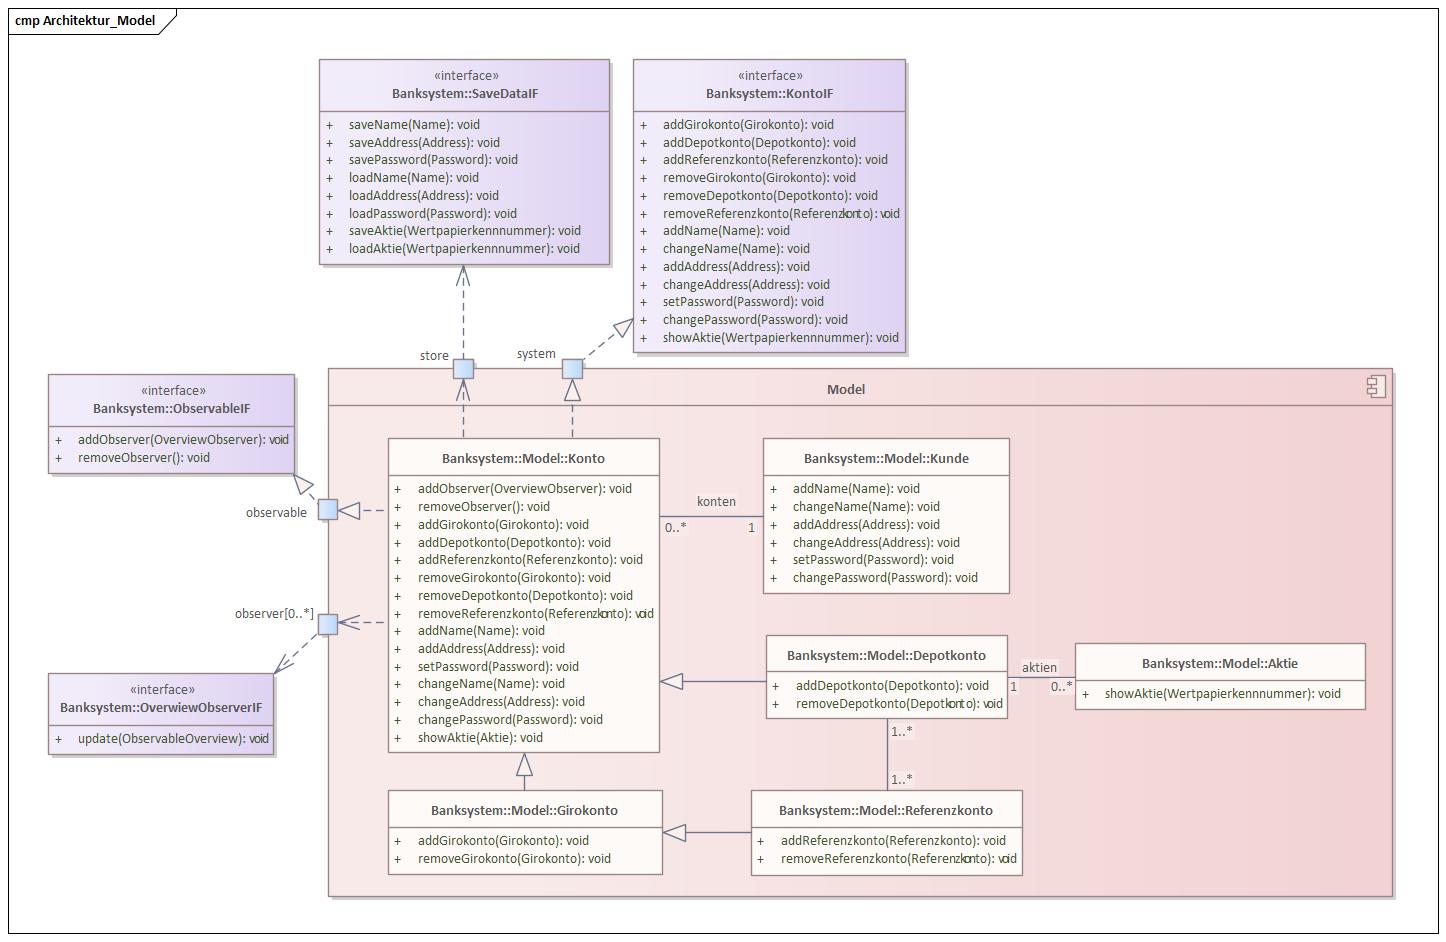 cmp Architektur_Model
«interface»
Banksystem::SaveDataIF
+ saveName(Name): void
+ saveAddress(Address): void
+ savePassword(Password): void
+ loadName(Name): void
+ loadAddress(Address): void
+ loadPassword(Password): void
+ saveAktie(Wertpapierkennnummer): void
+ loadAktie(Wertpapierkennnummer): void
«interface»
Banksystem::KontoIF
+ addGirokonto(Girokonto): void
+ addDepotkonto(Depotkonto): void
+ addReferenzkonto(Referenzkonto): void
+ removeGirokonto(Girokonto): void
+ removeDepotkonto(Depotkonto): void
+ removeReferenzkonto(Referenzkonto): void
+ addName(Name): void
+ changeName(Name): void
+ addAddress(Address): void
+ changeAddress(Address): void
+ setPassword(Password): void
+ changePassword(Password): void
+ showAktie(Wertpapierkennnummer): void
store
system
«interface»
Banksystem::ObservableIF
+ addObserver(OverviewObserver): void
+ removeObserver(): void
observable
observer[0..*]
«interface»
Banksystem::OverwiewObserverIF
+ update(ObservableOverview): void
Model
Banksystem::Model::Konto
+ addObserver(OverviewObserver): void
+ removeObserver(): void
+ addGirokonto(Girokonto): void
+ addDepotkonto(Depotkonto): void
+ addReferenzkonto(Referenzkonto): void
+ removeGirokonto(Girokonto): void
+ removeDepotkonto(Depotkonto): void
+ removeReferenzkonto(Referenzkonto): void
+ addName(Name): void
+ addAddress(Address): void
+ setPassword(Password): void
+ changeName(Name): void
+ changeAddress(Address): void
+ changePassword(Password): void
+ showAktie(Aktie): void
konten
0..*
1
Banksystem::Model::Kunde
+ addName(Name): void
+ changeName(Name): void
+ addAddress(Address): void
+ changeAddress(Address): void
+ setPassword(Password): void
+ changePassword(Password): void
Banksystem::Model::Depotkonto
+ addDepotkonto(Depotkonto): void
+ removeDepotkonto(Depotkonto): void
aktien
1
0..*
Banksystem::Model::Aktie
+ showAktie(Wertpapierkennnummer): void
1..*
1..*
Banksystem::Model::Girokonto
+ addGirokonto(Girokonto): void
+ removeGirokonto(Girokonto): void
Banksystem::Model::Referenzkonto
+ addReferenzkonto(Referenzkonto): void
+ removeReferenzkonto(Referenzkonto): void